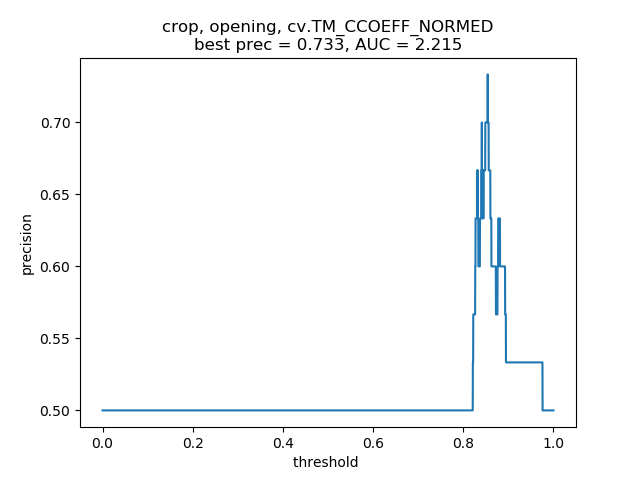 crop, opening, cv.TM_CCOEFF_NORMED
best prec = 0.733, AUC = 2.215
precision
0.70
0.65
0.60
0.55
0.50
0.0 0.2 0.4 0.6 0.8 1.0
threshold